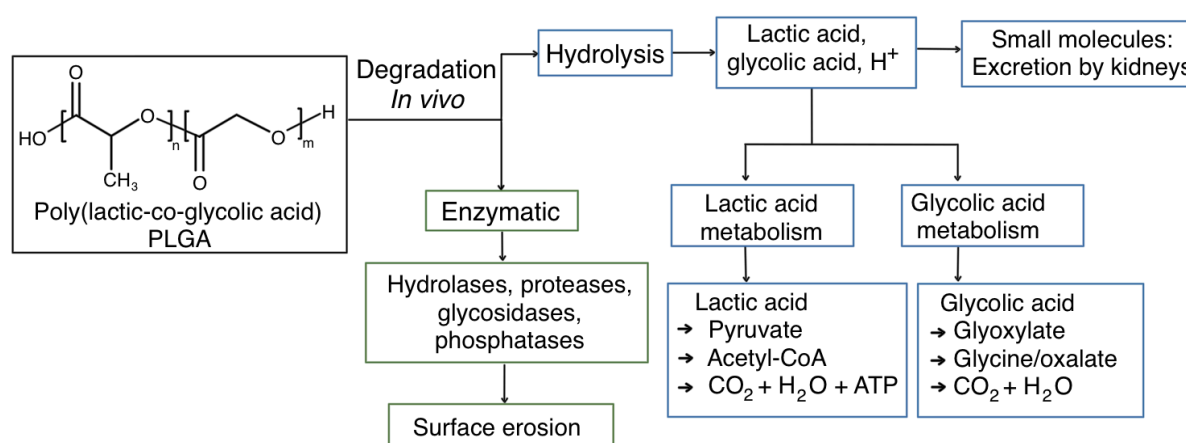 O
HO
O
n
O
O
m
H
CH₃
Poly(lactic-co-glycolic acid)
PLGA
Degradation
In vivo
Hydrolysis
Lactic acid,
glycolic acid, H⁺
Small molecules:
Excretion by kidneys
Enzymatic
Hydrolases, proteases,
glycosidases,
phosphatases
Surface erosion
Lactic acid
metabolism
Glycolic acid
metabolism
Lactic acid
→ Pyruvate
→ Acetyl-CoA
→ CO₂ + H₂O + ATP
Glycolic acid
→ Glyoxylate
→ Glycine/oxalate
→ CO₂ + H₂O